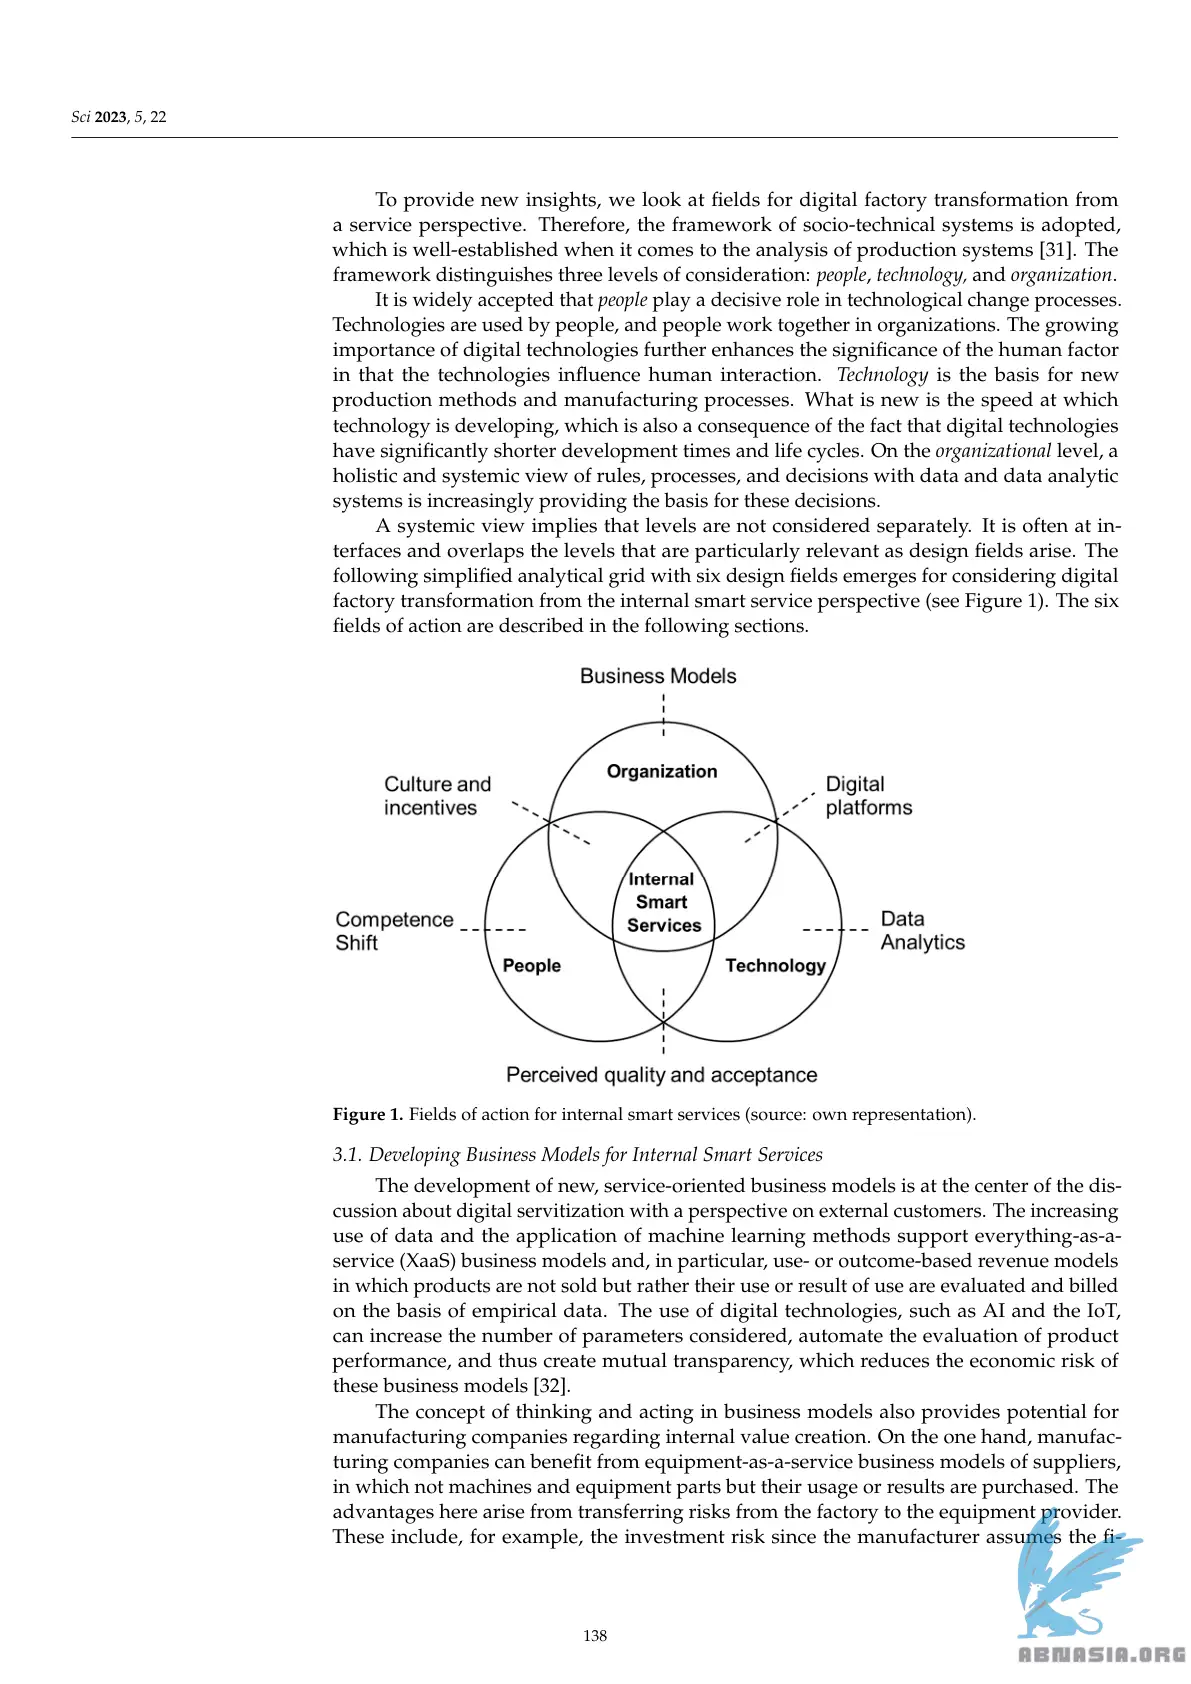 Sci 2023, 5, 22
To provide new insights, we look at fields for digital factory transformation from
a service perspective. Therefore, the framework of socio-technical systems is adopted,
which is well-established when it comes to the analysis of production systems [31]. The
framework distinguishes three levels of consideration: people, technology, and organization.
It is widely accepted that people play a decisive role in technological change processes.
Technologies are used by people, and people work together in organizations. The growing
importance of digital technologies further enhances the significance of the human factor
in that the technologies influence human interaction. Technology is the basis for new
production methods and manufacturing processes. What is new is the speed at which
technology is developing, which is also a consequence of the fact that digital technologies
have significantly shorter development times and life cycles. On the organizational level, a
holistic and systemic view of rules, processes, and decisions with data and data analytic
systems is increasingly providing the basis for these decisions.
A systemic view implies that levels are not considered separately. It is often at in-
terfaces and overlaps the levels that are particularly relevant as design fields arise. The
following simplified analytical grid with six design fields emerges for considering digital
factory transformation from the internal smart service perspective (see Figure 1). The six
fields of action are described in the following sections.
Business Models
Organization
Culture and
incentives
Digital
platforms
Internal
Smart
Services
Competence
Shift
Data
Analytics
People
Technology
Perceived quality and acceptance
Figure 1. Fields of action for internal smart services (source: own representation).
3.1. Developing Business Models for Internal Smart Services
The development of new, service-oriented business models is at the center of the dis-
cussion about digital servitization with a perspective on external customers. The increasing
use of data and the application of machine learning methods support everything-as-a-
service (XaaS) business models and, in particular, use- or outcome-based revenue models
in which products are not sold but rather their use or result of use are evaluated and billed
on the basis of empirical data. The use of digital technologies, such as AI and the IoT,
can increase the number of parameters considered, automate the evaluation of product
performance, and thus create mutual transparency, which reduces the economic risk of
these business models [32].
The concept of thinking and acting in business models also provides potential for
manufacturing companies regarding internal value creation. On the one hand, manufac-
turing companies can benefit from equipment-as-a-service business models of suppliers,
in which not machines and equipment parts but their usage or results are purchased. The
advantages here arise from transferring risks from the factory to the equipment provider.
These include, for example, the investment risk since the manufacturer assumes the fi-
138
ABNASIA.ORG